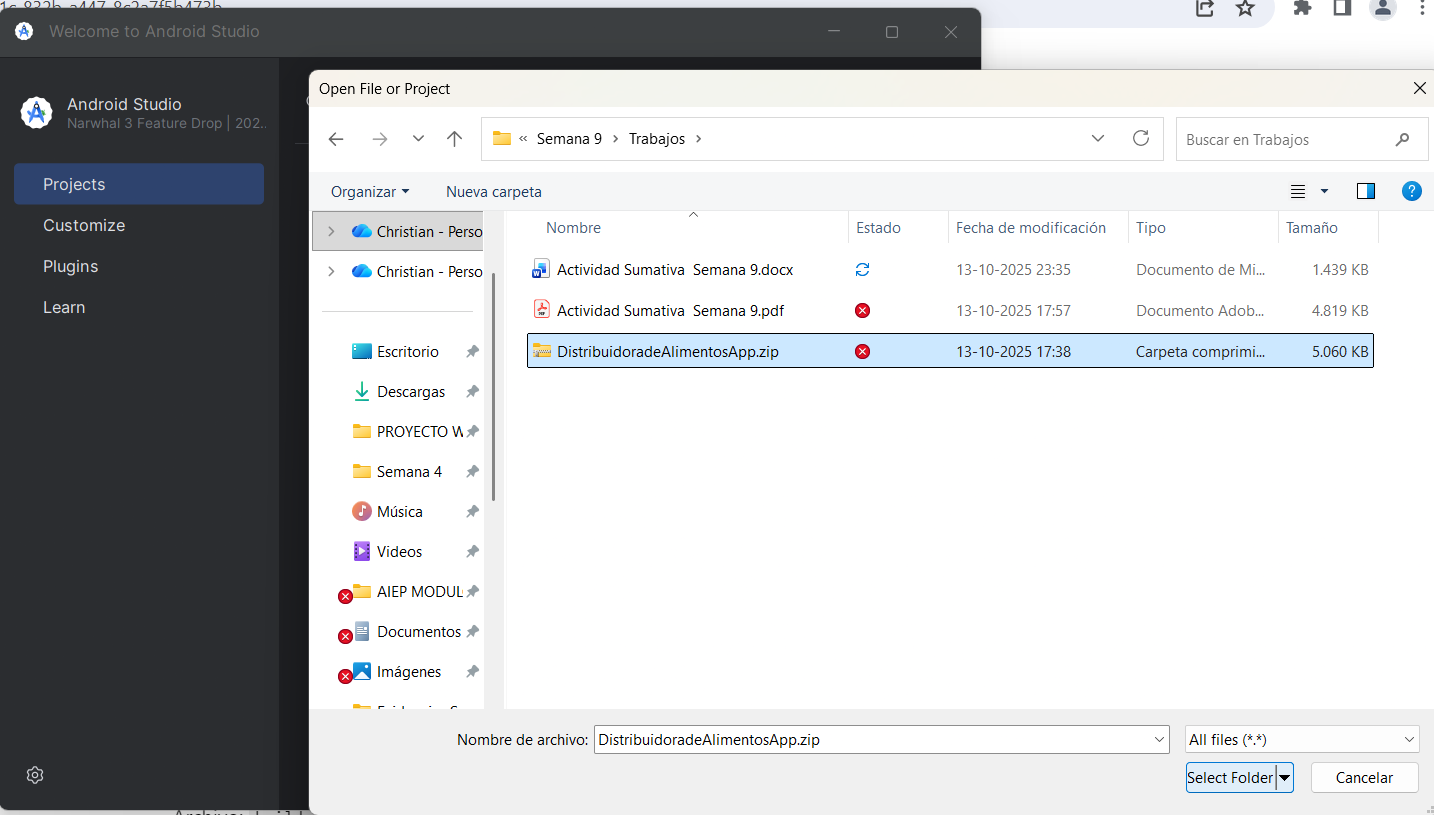 Welcome to Android Studio
Android Studio
Narwhal 3 Feature Drop | 202..
Projects
Customize
Plugins
Learn
Open File or Project
« Semana 9 > Trabajos >
Buscar en Trabajos
Organizar
Nueva carpeta
Christian - Perso
Christian - Perso
Escritorio
Descargas
PROYECTO W
Semana 4
Música
Videos
AIEP MODUL
Documentos
Imágenes
Nombre Estado Fecha de modificación Tipo Tamaño
Actividad Sumativa  Semana 9.docx 13-10-2025 23:35 Documento de Mi... 1.439 KB
Actividad Sumativa  Semana 9.pdf 13-10-2025 17:57 Documento Adob... 4.819 KB
DistribuidoradeAlimentosApp.zip 13-10-2025 17:38 Carpeta comprimi... 5.060 KB
Nombre de archivo: DistribuidoradeAlimentosApp.zip
All files (*.*)
Select Folder
Cancelar